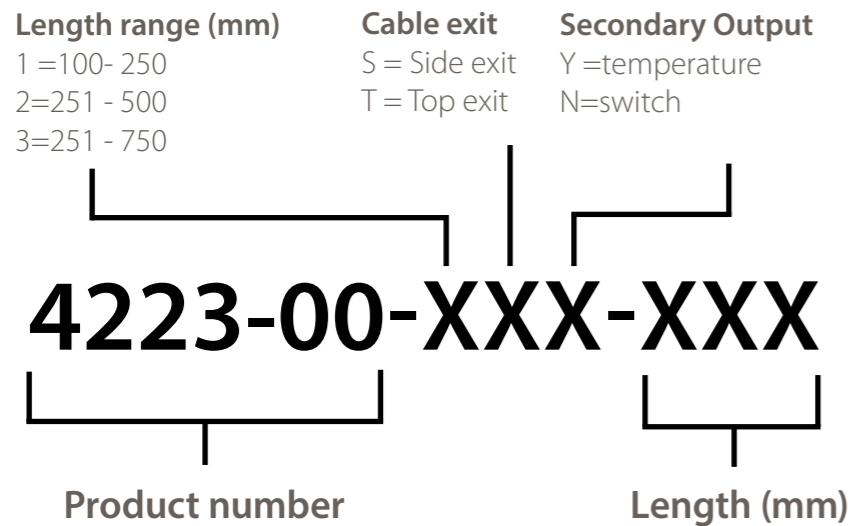 Length range (mm)
1 =100- 250
2=251 - 500
3=251 - 750
Cable exit
S = Side exit
T = Top exit
Secondary Output
Y =temperature
N=switch
4223-00-XXX-XXX
Product number
Length (mm)